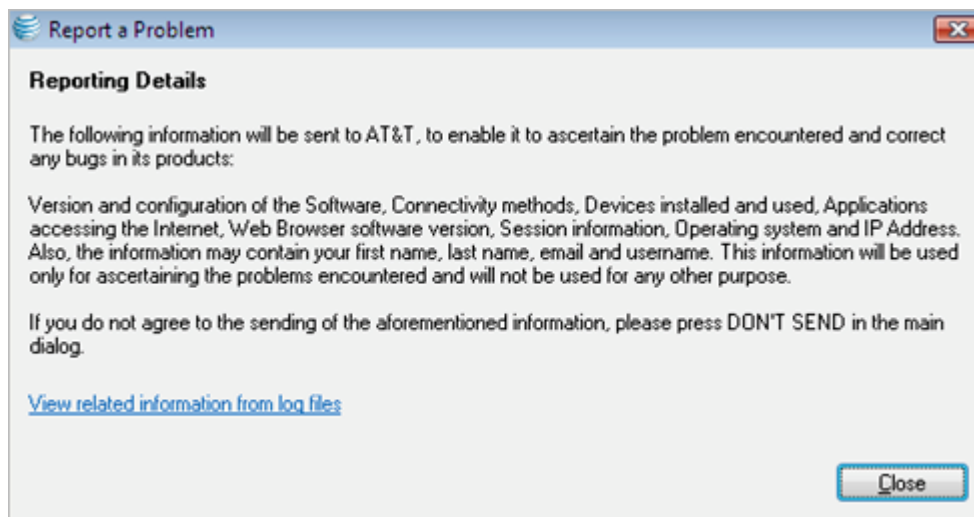 Report a Problem
Reporting Details
The following information will be sent to AT&T, to enable it to ascertain the problem encountered and correct
any bugs in its products:
Version and configuration of the Software, Connectivity methods, Devices installed and used, Applications
accessing the Internet, Web Browser software version, Session information, Operating system and IP Address.
Also, the information may contain your first name, last name, email and username. This information will be used
only for ascertaining the problems encountered and will not be used for any other purpose.
If you do not agree to the sending of the aforementioned information, please press DON'T SEND in the main
dialog.
View related information from log files
Close